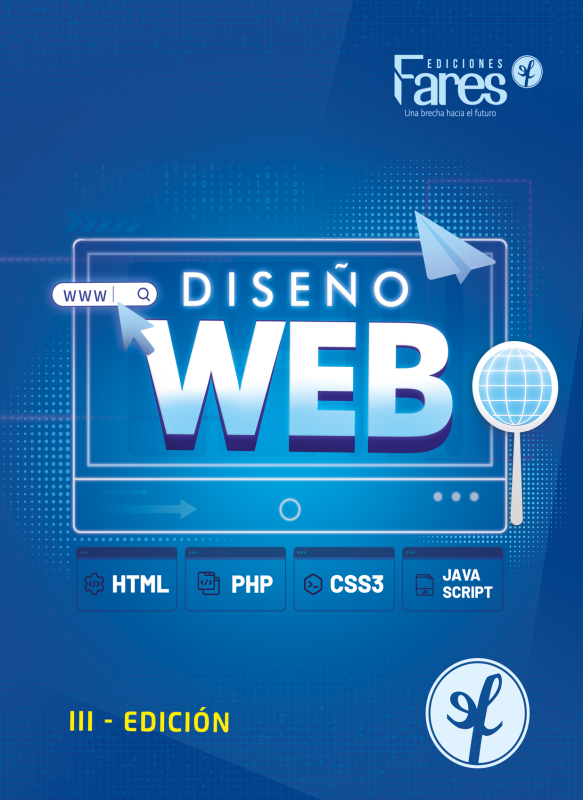 EDICIONES
Fares
Una brecha hacia el futuro
WWW
DISEÑO
WEB
HTML
PHP
CSS3
JAVA
SCRIPT
III - EDICIÓN